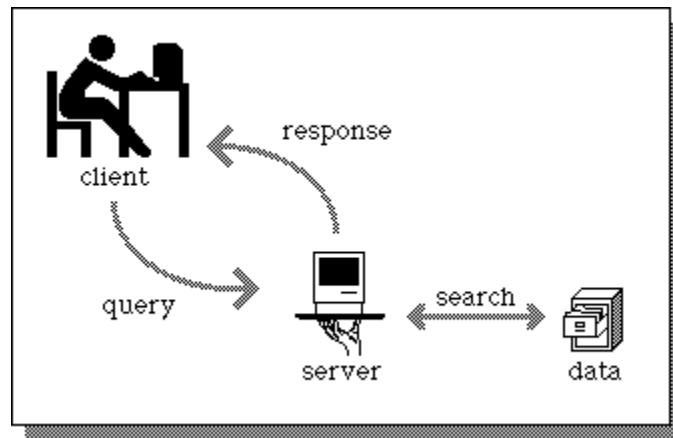 response
client
query
search
server
data